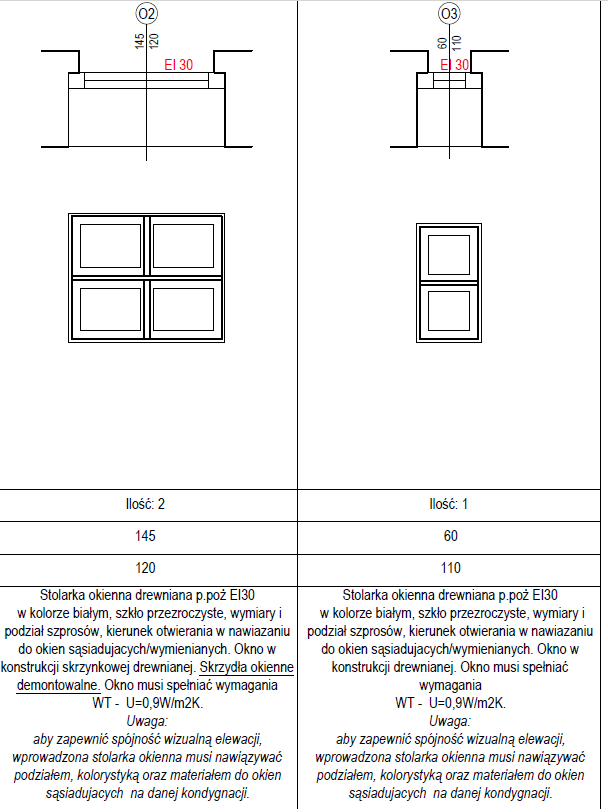 O2
145
120
EI 30
Ilość: 2
145
120
Stolarka okienna drewniana p.poż EI30
w kolorze białym, szkło przezroczyste, wymiary i
podział szprosów, kierunek otwierania w nawiazaniu
do okien sąsiadujacych/wymienianych. Okno w
konstrukcji skrzynkowej drewnianej. Skrzydła okienne
demontowalne. Okno musi spełniać wymagania
WT - U=0,9W/m2K.
Uwaga:
aby zapewnić spójność wizualną elewacji,
wprowadzona stolarka okienna musi nawiązywać
podziałem, kolorystyką oraz materiałem do okien
sąsiadujacych na danej kondygnacji.
O3
60
110
EI 30
Ilość: 1
60
110
Stolarka okienna drewniana p.poż EI30
w kolorze białym, szkło przezroczyste, wymiary i
podział szprosów, kierunek otwierania w nawiazaniu
do okien sąsiadujacych/wymienianych. Okno w
konstrukcji drewnianej. Okno musi spełniać
wymagania
WT - U=0,9W/m2K.
Uwaga:
aby zapewnić spójność wizualną elewacji,
wprowadzona stolarka okienna musi nawiązywać
podziałem, kolorystyką oraz materiałem do okien
sąsiadujacych na danej kondygnacji.